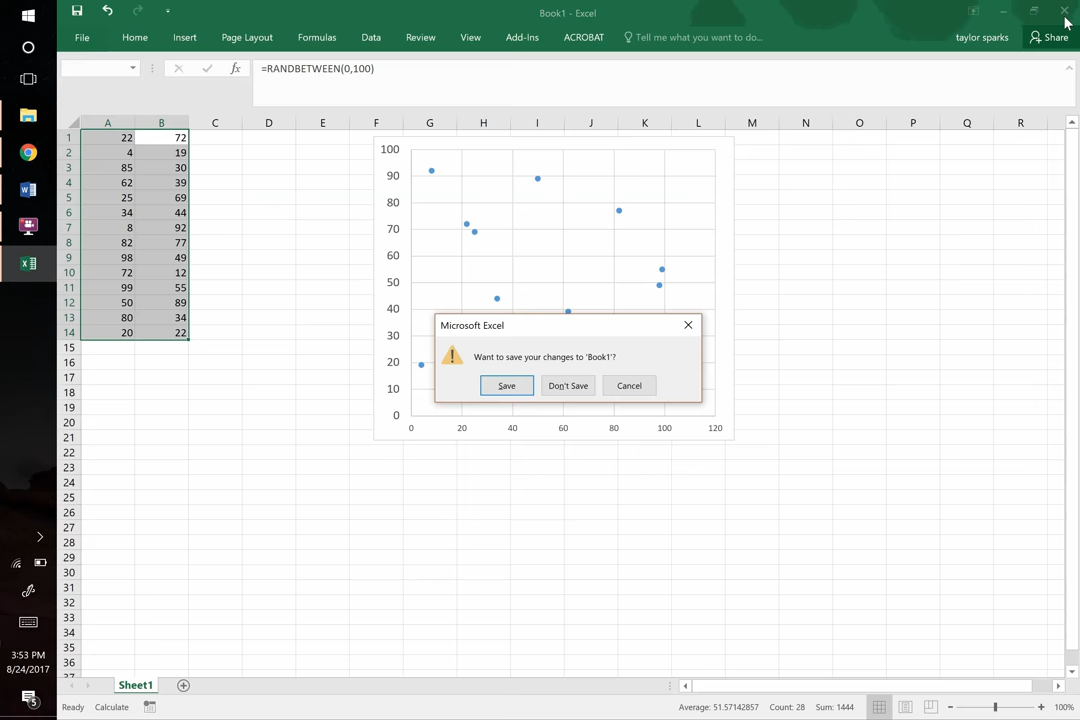 Book1 - Excel
File Home Insert Page Layout Formulas Data Review View Add-Ins ACROBAT Tell me what you want to do... taylor sparks Share
fx =RANDBETWEEN(0,100)
A B C D E F G H I J K L M N O P Q R
1 22 72
2 4 19
3 85 30
4 62 39
5 25 69
6 34 44
7 8 92
8 82 77
9 98 49
10 72 12
11 99 55
12 50 89
13 80 34
14 20 22
15
16
17
18
19
20
21
22
23
24
25
26
27
28
29
30
31
32
33
34
35
36
37
100
90
80
70
60
50
40
30
20
10
0
0 20 40 60 80 100 120
Microsoft Excel
Want to save your changes to 'Book1'?
Save Don't Save Cancel
3:53 PM
8/24/2017
5
Sheet1
Ready Calculate Average: 51.57142857 Count: 28 Sum: 1444 100%